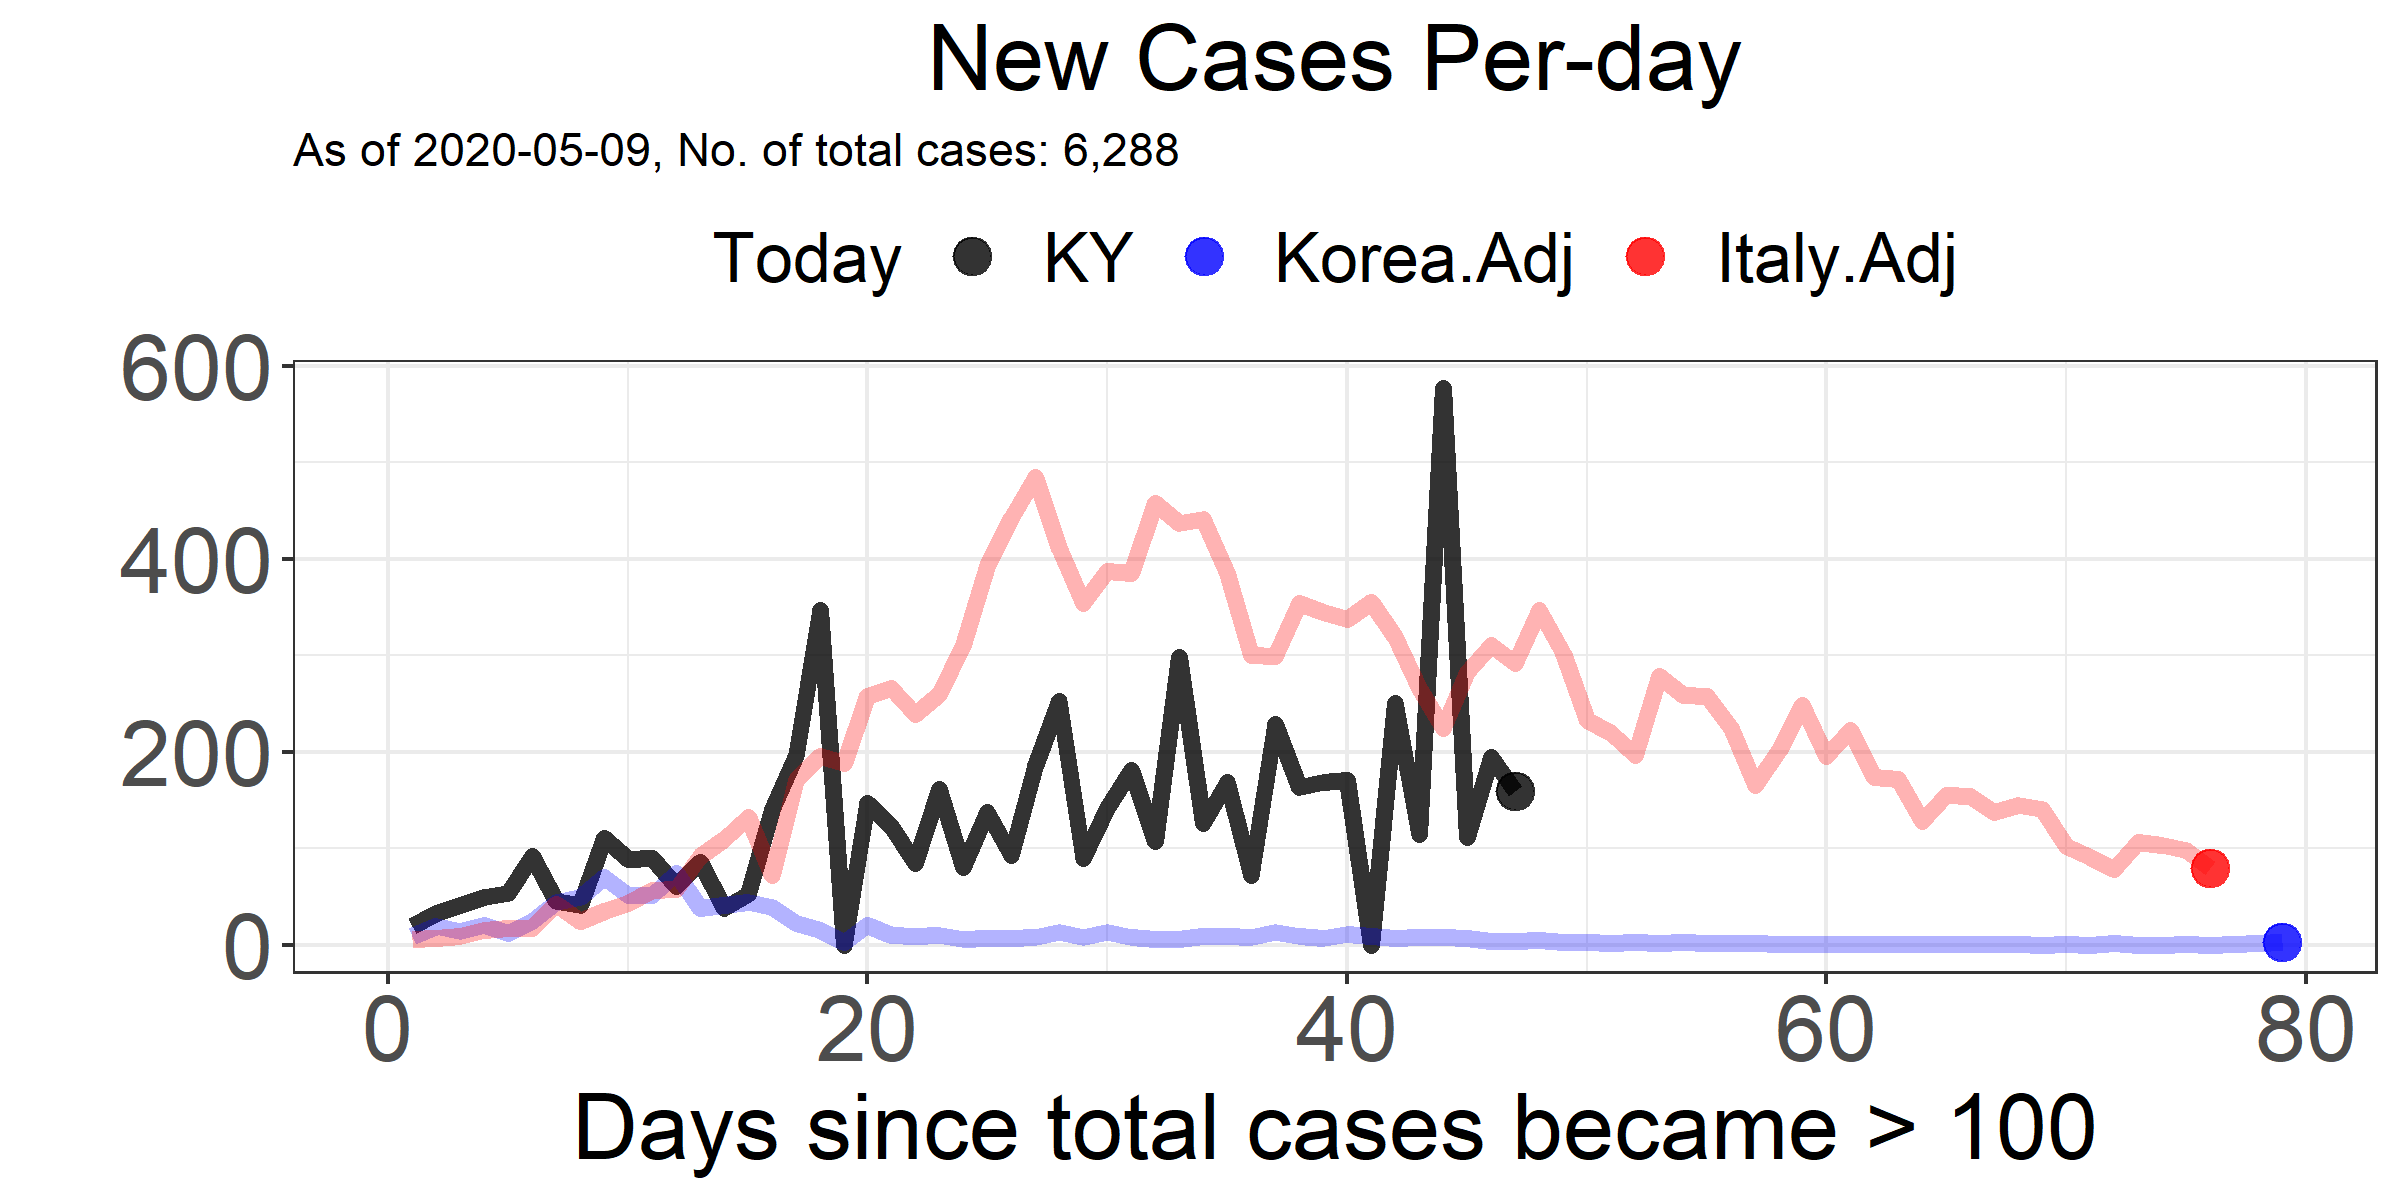 New Cases Per-day
As of 2020-05-09, No. of total cases: 6,288
Today KY Korea.Adj Italy.Adj
600
400
200
0
0 20 40 60 80
Days since total cases became > 100